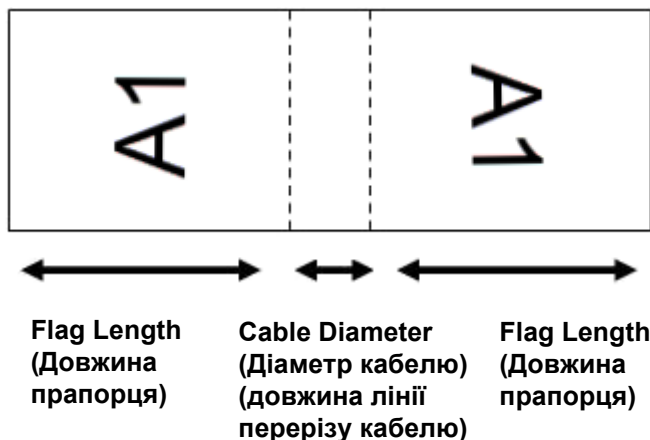 A1
A1
Flag Length
(Довжина
прапорця)
Cable Diameter
(Діаметр кабелю)
(довжина лінії
перерізу кабелю)
Flag Length
(Довжина
прапорця)